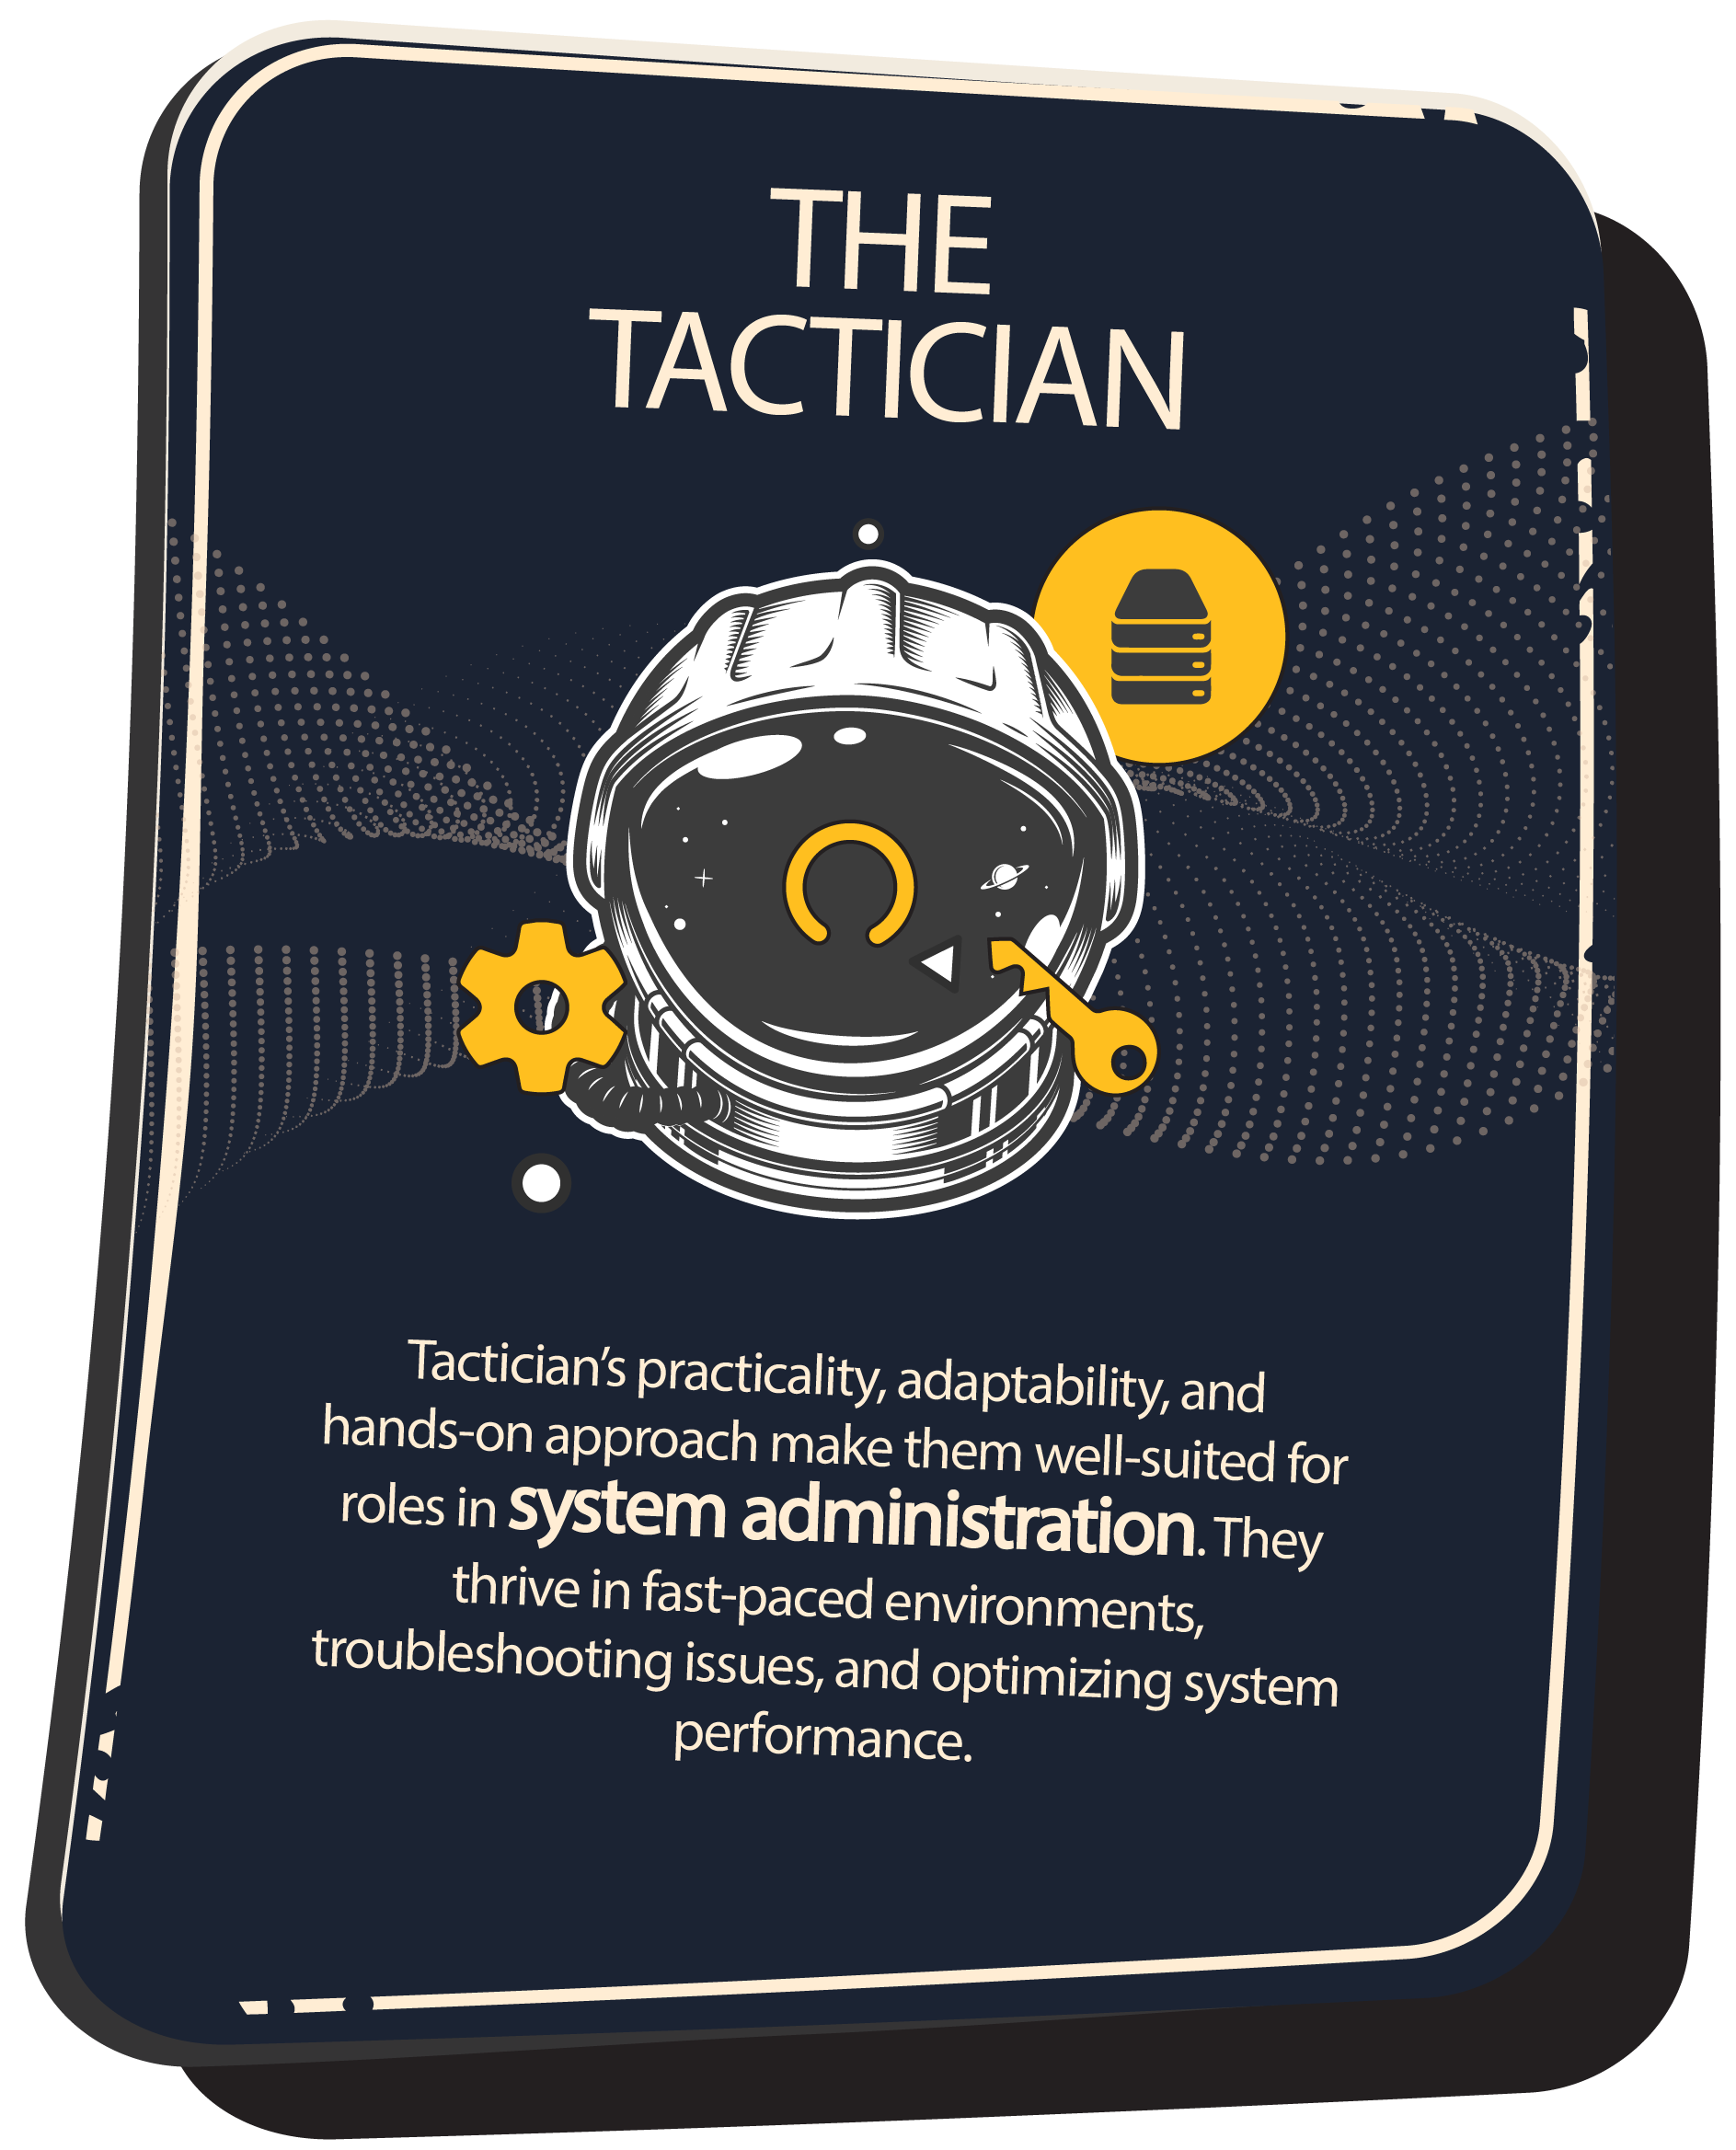 THE
TACTICIAN
Tactician’s practicality, adaptability, and
hands-on approach make them well-suited for
roles in system administration. They
thrive in fast-paced environments,
troubleshooting issues, and optimizing system
performance.